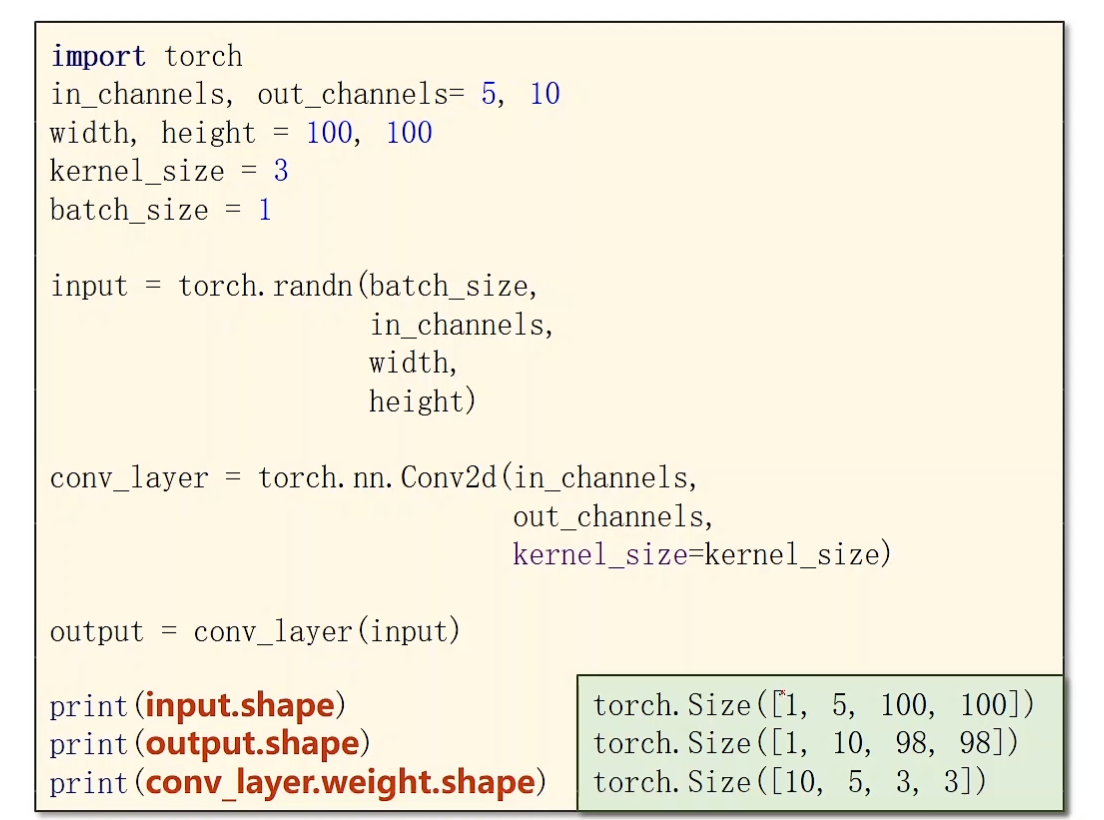 import torch
in_channels, out_channels= 5, 10
width, height = 100, 100
kernel_size = 3
batch_size = 1
input = torch.randn(batch_size,
in_channels,
width,
height)
conv_layer = torch.nn.Conv2d(in_channels,
out_channels,
kernel_size=kernel_size)
output = conv_layer(input)
print(input.shape)
print(output.shape)
print(conv_layer.weight.shape)
torch.Size([1, 5, 100, 100])
torch.Size([1, 10, 98, 98])
torch.Size([10, 5, 3, 3])